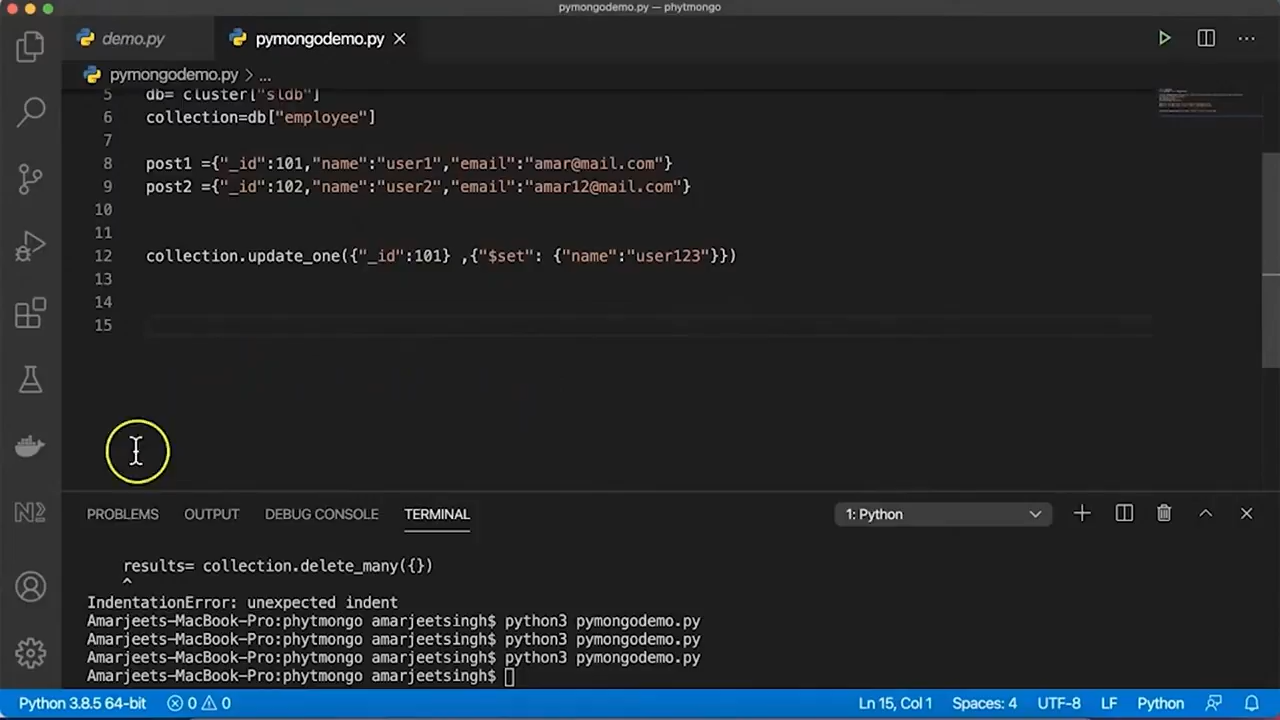 pymongodemo.py — phytmongo
demo.py
pymongodemo.py
pymongodemo.py > ...
5 db= cluster["sldb"]
6 collection=db["employee"]
7
8 post1 ={"_id":101,"name":"user1","email":"amar@mail.com"}
9 post2 ={"_id":102,"name":"user2","email":"amar12@mail.com"}
10
11
12 collection.update_one({"_id":101} ,{"$set": {"name":"user123"}})
13
14
15
PROBLEMS OUTPUT DEBUG CONSOLE TERMINAL 1: Python
results= collection.delete_many({})
^
IndentationError: unexpected indent
Amarjeets-MacBook-Pro:phytmongo amarjeetsingh$ python3 pymongodemo.py
Amarjeets-MacBook-Pro:phytmongo amarjeetsingh$ python3 pymongodemo.py
Amarjeets-MacBook-Pro:phytmongo amarjeetsingh$ python3 pymongodemo.py
Amarjeets-MacBook-Pro:phytmongo amarjeetsingh$
Python 3.8.5 64-bit 0 0 Ln 15, Col 1 Spaces: 4 UTF-8 LF Python